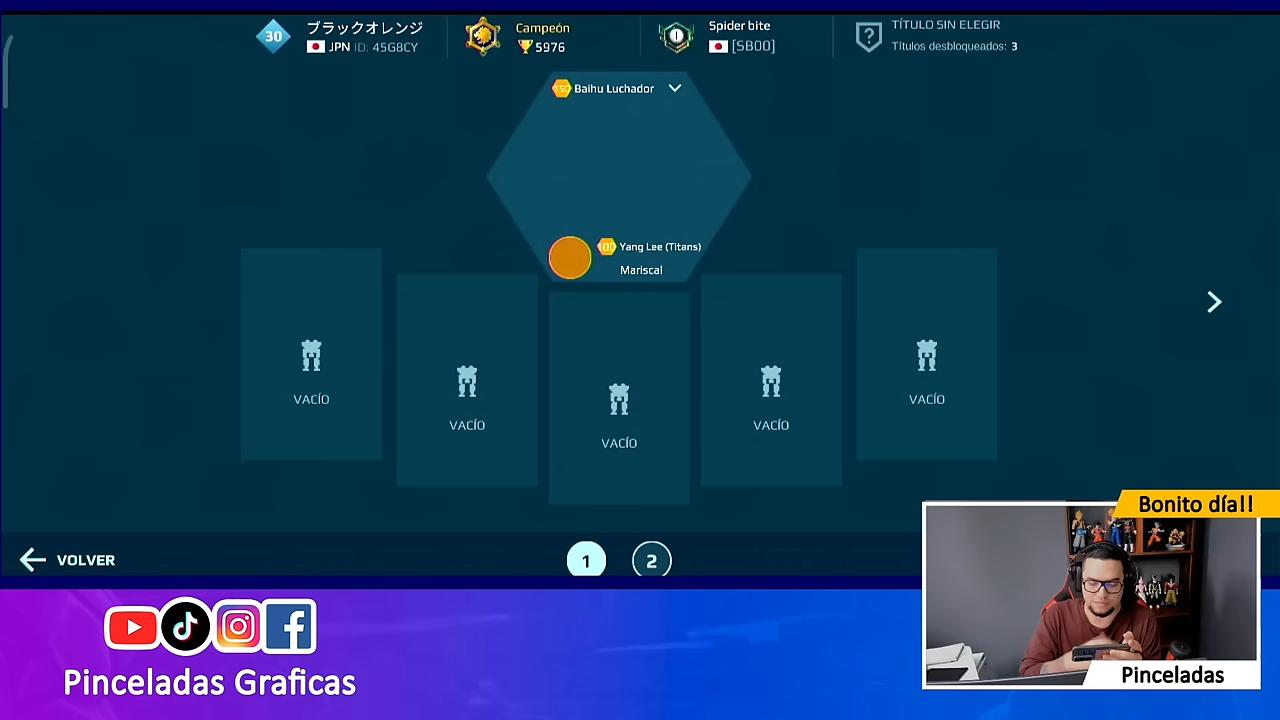 30
ブラックオレンジ
JPN ID: 45G8CY
Campeón
5976
Spider bite
[SB00]
TÍTULO SIN ELEGIR
Títulos desbloqueados: 3
150 Baihu Luchador
100 Yang Lee (Titans)
Mariscal
VACÍO
VACÍO
VACÍO
VACÍO
VACÍO
VOLVER
1
2
Bonito día!!
Pinceladas
Pinceladas Graficas